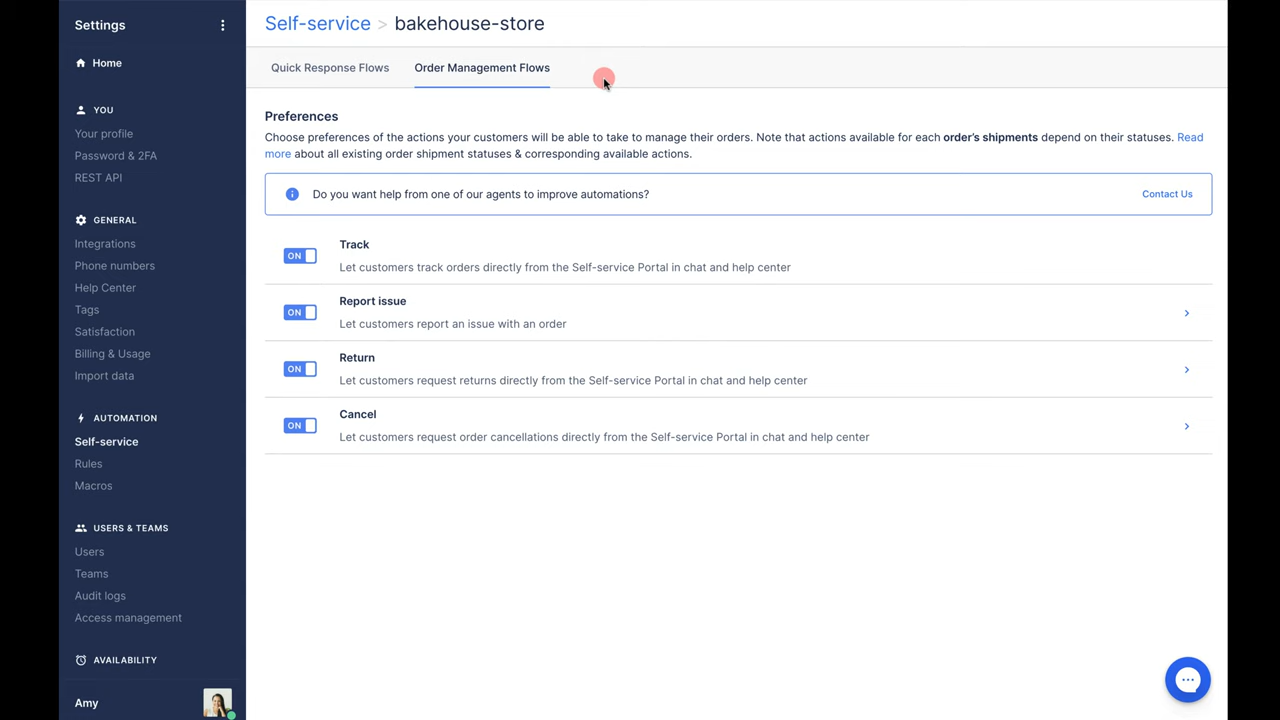 Settings
Home
YOU
Your profile
Password & 2FA
REST API
GENERAL
Integrations
Phone numbers
Help Center
Tags
Satisfaction
Billing & Usage
Import data
AUTOMATION
Self-service
Rules
Macros
USERS & TEAMS
Users
Teams
Audit logs
Access management
AVAILABILITY
Amy
Self-service > bakehouse-store
Quick Response Flows Order Management Flows
Preferences
Choose preferences of the actions your customers will be able to take to manage their orders. Note that actions available for each order's shipments depend on their statuses. Read
more about all existing order shipment statuses & corresponding available actions.
Do you want help from one of our agents to improve automations? Contact Us
Track
ON
Let customers track orders directly from the Self-service Portal in chat and help center
Report issue
ON
Let customers report an issue with an order
Return
ON
Let customers request returns directly from the Self-service Portal in chat and help center
Cancel
ON
Let customers request order cancellations directly from the Self-service Portal in chat and help center